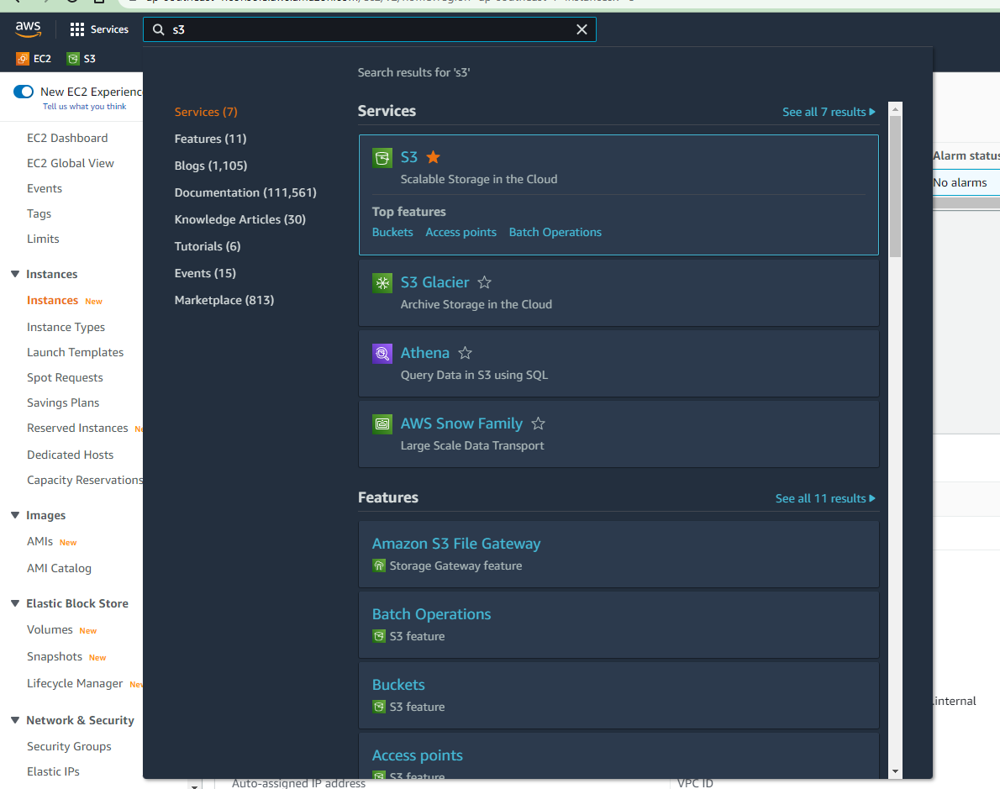 aws
Services
s3
EC2
S3
New EC2 Experience
Tell us what you think
EC2 Dashboard
EC2 Global View
Events
Tags
Limits
Instances
Instances New
Instance Types
Launch Templates
Spot Requests
Savings Plans
Reserved Instances
Dedicated Hosts
Capacity Reservations
Images
AMIs New
AMI Catalog
Elastic Block Store
Volumes New
Snapshots New
Lifecycle Manager New
Network & Security
Security Groups
Elastic IPs
Search results for 's3'
Services (7)
Features (11)
Blogs (1,105)
Documentation (111,561)
Knowledge Articles (30)
Tutorials (6)
Events (15)
Marketplace (813)
Services
See all 7 results
S3
Scalable Storage in the Cloud
Top features
Buckets Access points Batch Operations
S3 Glacier
Archive Storage in the Cloud
Athena
Query Data in S3 using SQL
AWS Snow Family
Large Scale Data Transport
Features
See all 11 results
Amazon S3 File Gateway
Storage Gateway feature
Batch Operations
S3 feature
Buckets
S3 feature
Access points
S3 feature
Alarm status
No alarms
.internal
Auto-assigned IP address
VPC ID